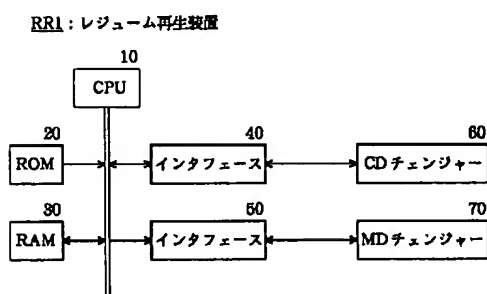 RR1:レジューム再生装置
10
CPU
20 40 60
ROM インタフェース CDチェンジャー
30 50 70
RAM インタフェース MDチェンジャー